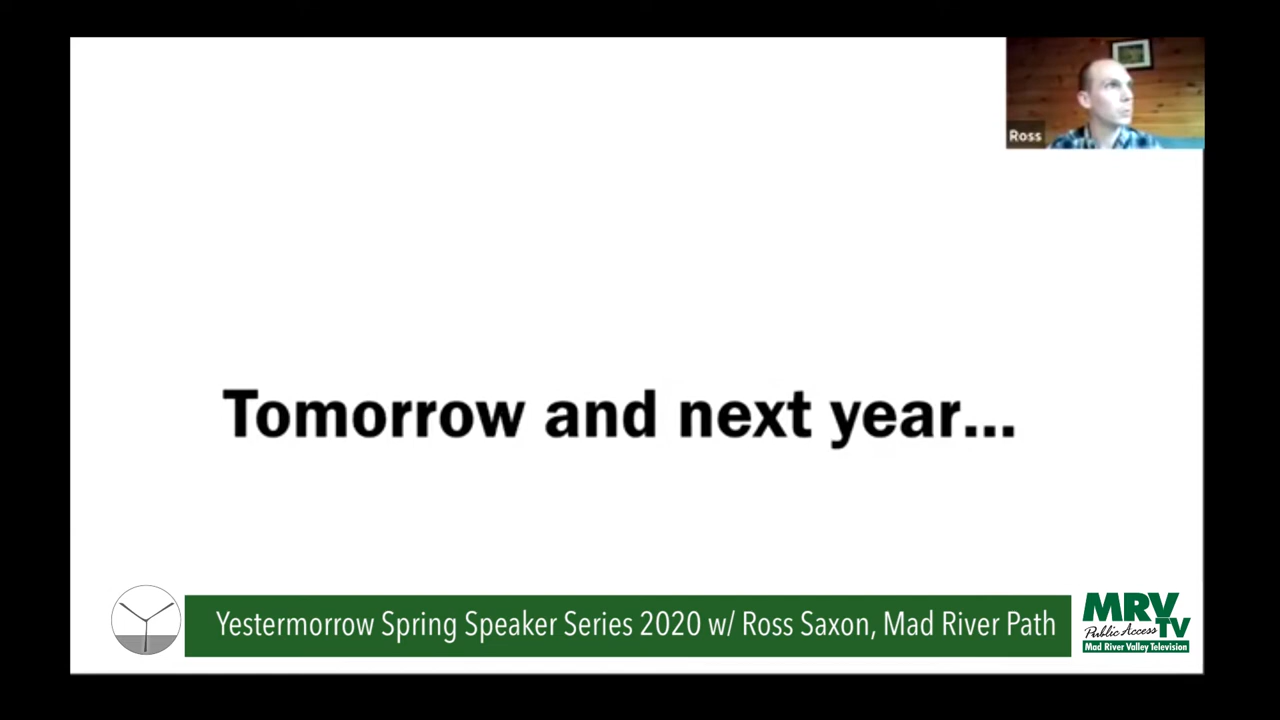 Ross
Tomorrow and next year...
Yestermorrow Spring Speaker Series 2020 w/ Ross Saxon, Mad River Path
MRV
Public Access TV
Mad River Valley Television